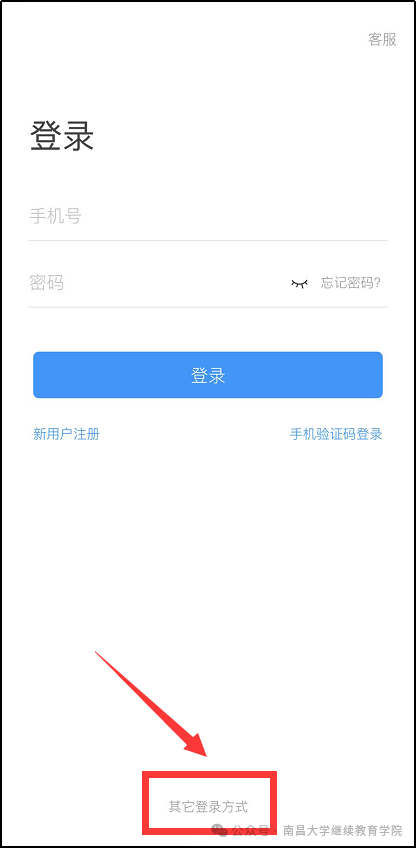 客服
登录
手机号
密码
忘记密码?
登录
新用户注册
手机验证码登录
其它登录方式
公众号 · 南昌大学继续教育学院